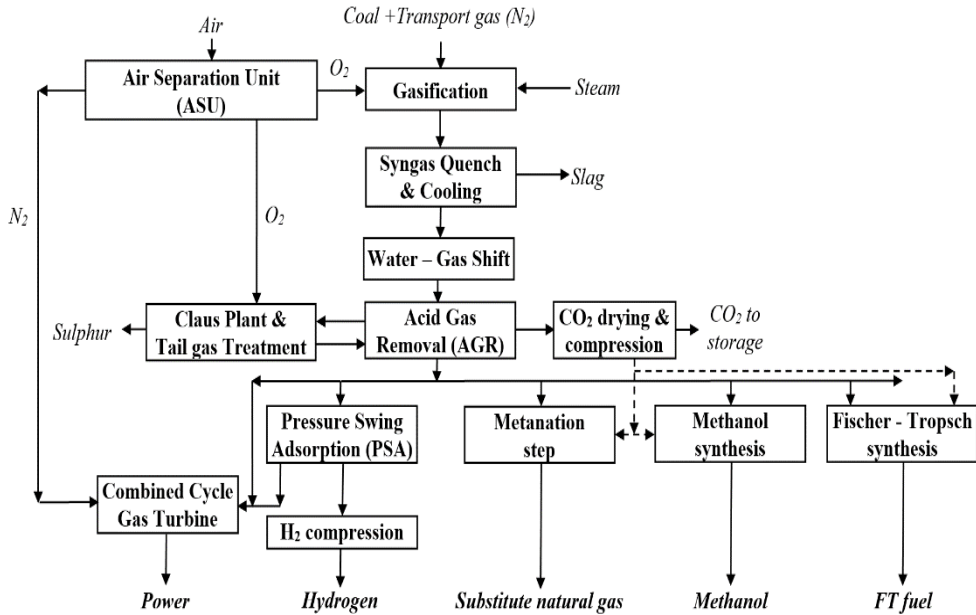 Air
Coal +Transport gas (N₂)
Air Separation Unit
(ASU)
O₂
Gasification
Steam
Syngas Quench
& Cooling
Slag
N₂
O₂
Water – Gas Shift
Sulphur
Claus Plant &
Tail gas Treatment
Acid Gas
Removal (AGR)
CO₂ drying &
compression
CO₂ to
storage
Pressure Swing
Adsorption (PSA)
Metanation
step
Methanol
synthesis
Fischer - Tropsch
synthesis
Combined Cycle
Gas Turbine
H₂ compression
Power
Hydrogen
Substitute natural gas
Methanol
FT fuel